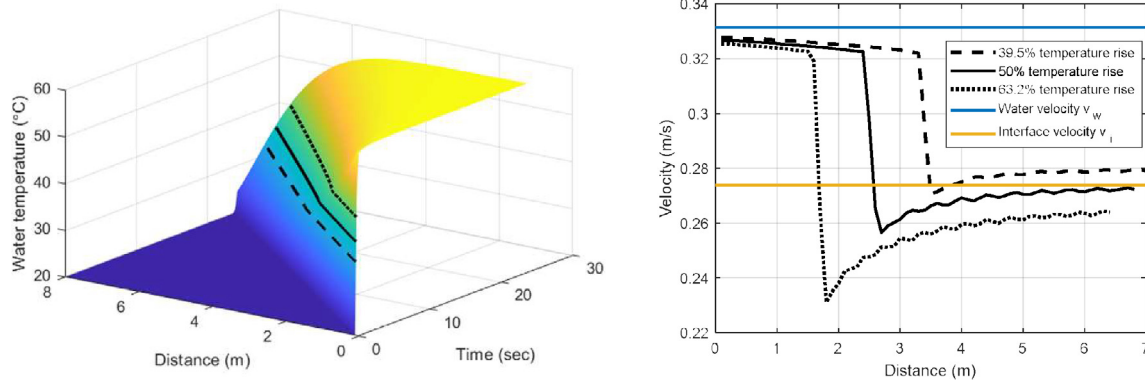 60
50
40
30
20
8
6
4
2
0
0
10
20
30
Water temperature (°C)
Distance (m)
Time (sec)
0.34
0.32
0.3
0.28
0.26
0.24
0.22
0
1
2
3
4
5
6
7
Velocity (m/s)
Distance (m)
39.5% temperature rise
50% temperature rise
63.2% temperature rise
Water velocity v_W
Interface velocity v_I